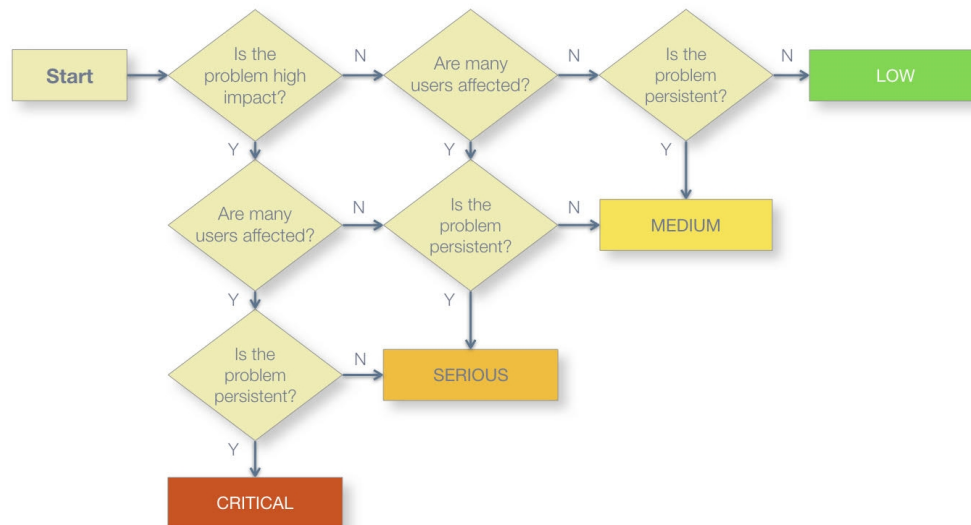 Start
Is the
problem high
impact?
N
Are many
users affected?
N
Is the
problem
persistent?
N
LOW
Y
Y
Y
Are many
users affected?
N
Is the
problem
persistent?
N
MEDIUM
Y
Y
Is the
problem
persistent?
N
SERIOUS
Y
CRITICAL